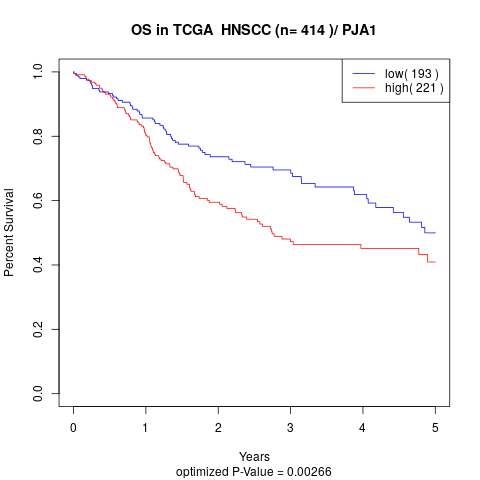 OS in TCGA  HNSCC (n= 414 )/ PJA1
low( 193 )
high( 221 )
Percent Survival
1.0
0.8
0.6
0.4
0.2
0.0
0 1 2 3 4 5
Years
optimized P-Value = 0.00266